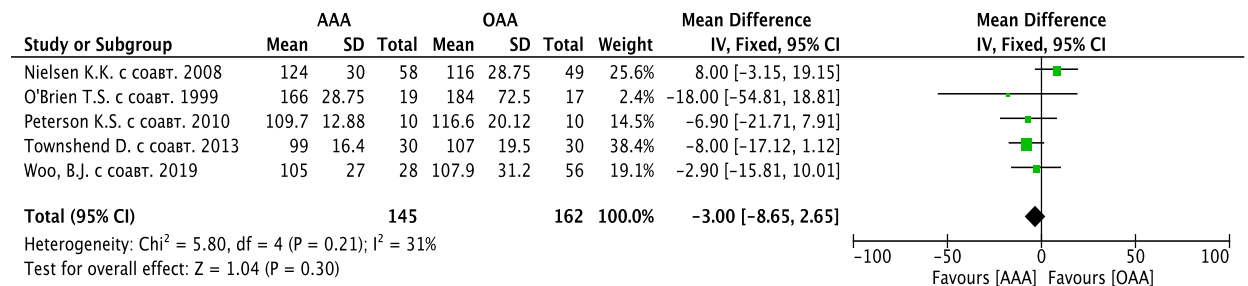 AAA OAA Mean Difference Mean Difference
Study or Subgroup Mean SD Total Mean SD Total Weight IV, Fixed, 95% CI IV, Fixed, 95% CI
Nielsen K.K. с соавт. 2008 124 30 58 116 28.75 49 25.6% 8.00 [−3.15, 19.15]
O'Brien T.S. с соавт. 1999 166 28.75 19 184 72.5 17 2.4% −18.00 [−54.81, 18.81]
Peterson K.S. с соавт. 2010 109.7 12.88 10 116.6 20.12 10 14.5% −6.90 [−21.71, 7.91]
Townshend D. с соавт. 2013 99 16.4 30 107 19.5 30 38.4% −8.00 [−17.12, 1.12]
Woo, B.J. с соавт. 2019 105 27 28 107.9 31.2 56 19.1% −2.90 [−15.81, 10.01]
Total (95% CI) 145 162 100.0% −3.00 [−8.65, 2.65]
Heterogeneity: Chi² = 5.80, df = 4 (P = 0.21); I² = 31%
Test for overall effect: Z = 1.04 (P = 0.30)
−100 −50 0 50 100
Favours [AAA] Favours [OAA]